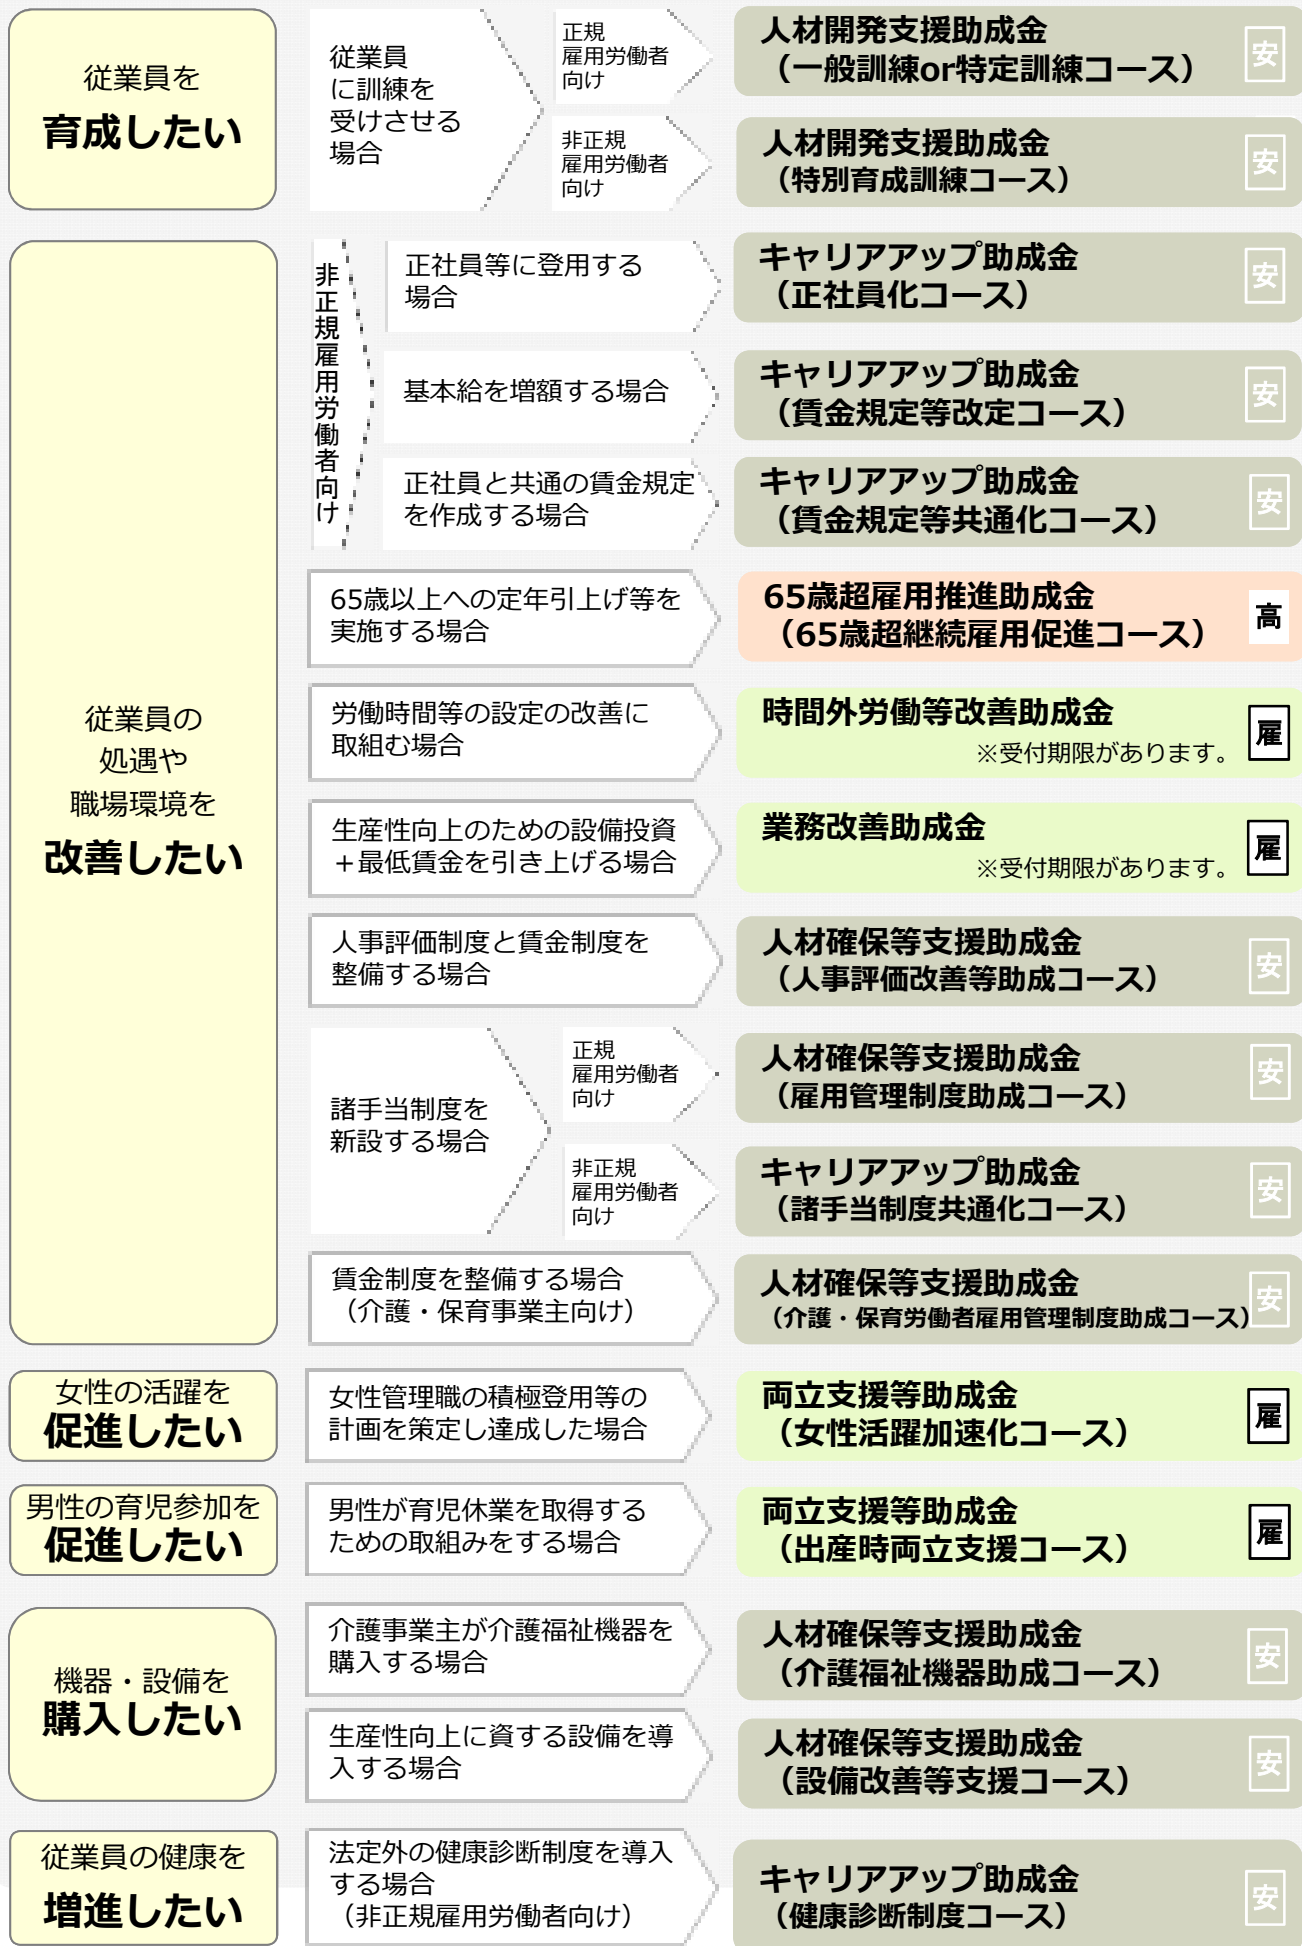 従業員を
育成したい
従業員
に訓練を
受けさせる
場合
正規
雇用労働者
向け
人材開発支援助成金
（一般訓練or特定訓練コース）
安
非正規
雇用労働者
向け
人材開発支援助成金
（特別育成訓練コース）
安
従業員の
処遇や
職場環境を
改善したい
非正規雇用労働者向け
正社員等に登用する
場合
キャリアアップ助成金
（正社員化コース）
安
基本給を増額する場合
キャリアアップ助成金
（賃金規定等改定コース）
安
正社員と共通の賃金規定
を作成する場合
キャリアアップ助成金
（賃金規定等共通化コース）
安
65歳以上への定年引上げ等を
実施する場合
65歳超雇用推進助成金
（65歳超継続雇用促進コース）
高
労働時間等の設定の改善に
取組む場合
時間外労働等改善助成金
※受付期限があります。
雇
生産性向上のための設備投資
＋最低賃金を引き上げる場合
業務改善助成金
※受付期限があります。
雇
人事評価制度と賃金制度を
整備する場合
人材確保等支援助成金
（人事評価改善等助成コース）
安
諸手当制度を
新設する場合
正規
雇用労働者
向け
人材確保等支援助成金
（雇用管理制度助成コース）
安
非正規
雇用労働者
向け
キャリアアップ助成金
（諸手当制度共通化コース）
安
賃金制度を整備する場合
（介護・保育事業主向け）
人材確保等支援助成金
（介護・保育労働者雇用管理制度助成コース）
安
女性の活躍を
促進したい
女性管理職の積極登用等の
計画を策定し達成した場合
両立支援等助成金
（女性活躍加速化コース）
雇
男性の育児参加を
促進したい
男性が育児休業を取得する
ための取組みをする場合
両立支援等助成金
（出産時両立支援コース）
雇
機器・設備を
購入したい
介護事業主が介護福祉機器を
購入する場合
人材確保等支援助成金
（介護福祉機器助成コース）
安
生産性向上に資する設備を導
入する場合
人材確保等支援助成金
（設備改善等支援コース）
安
従業員の健康を
増進したい
法定外の健康診断制度を導入
する場合
（非正規雇用労働者向け）
キャリアアップ助成金
（健康診断制度コース）
安